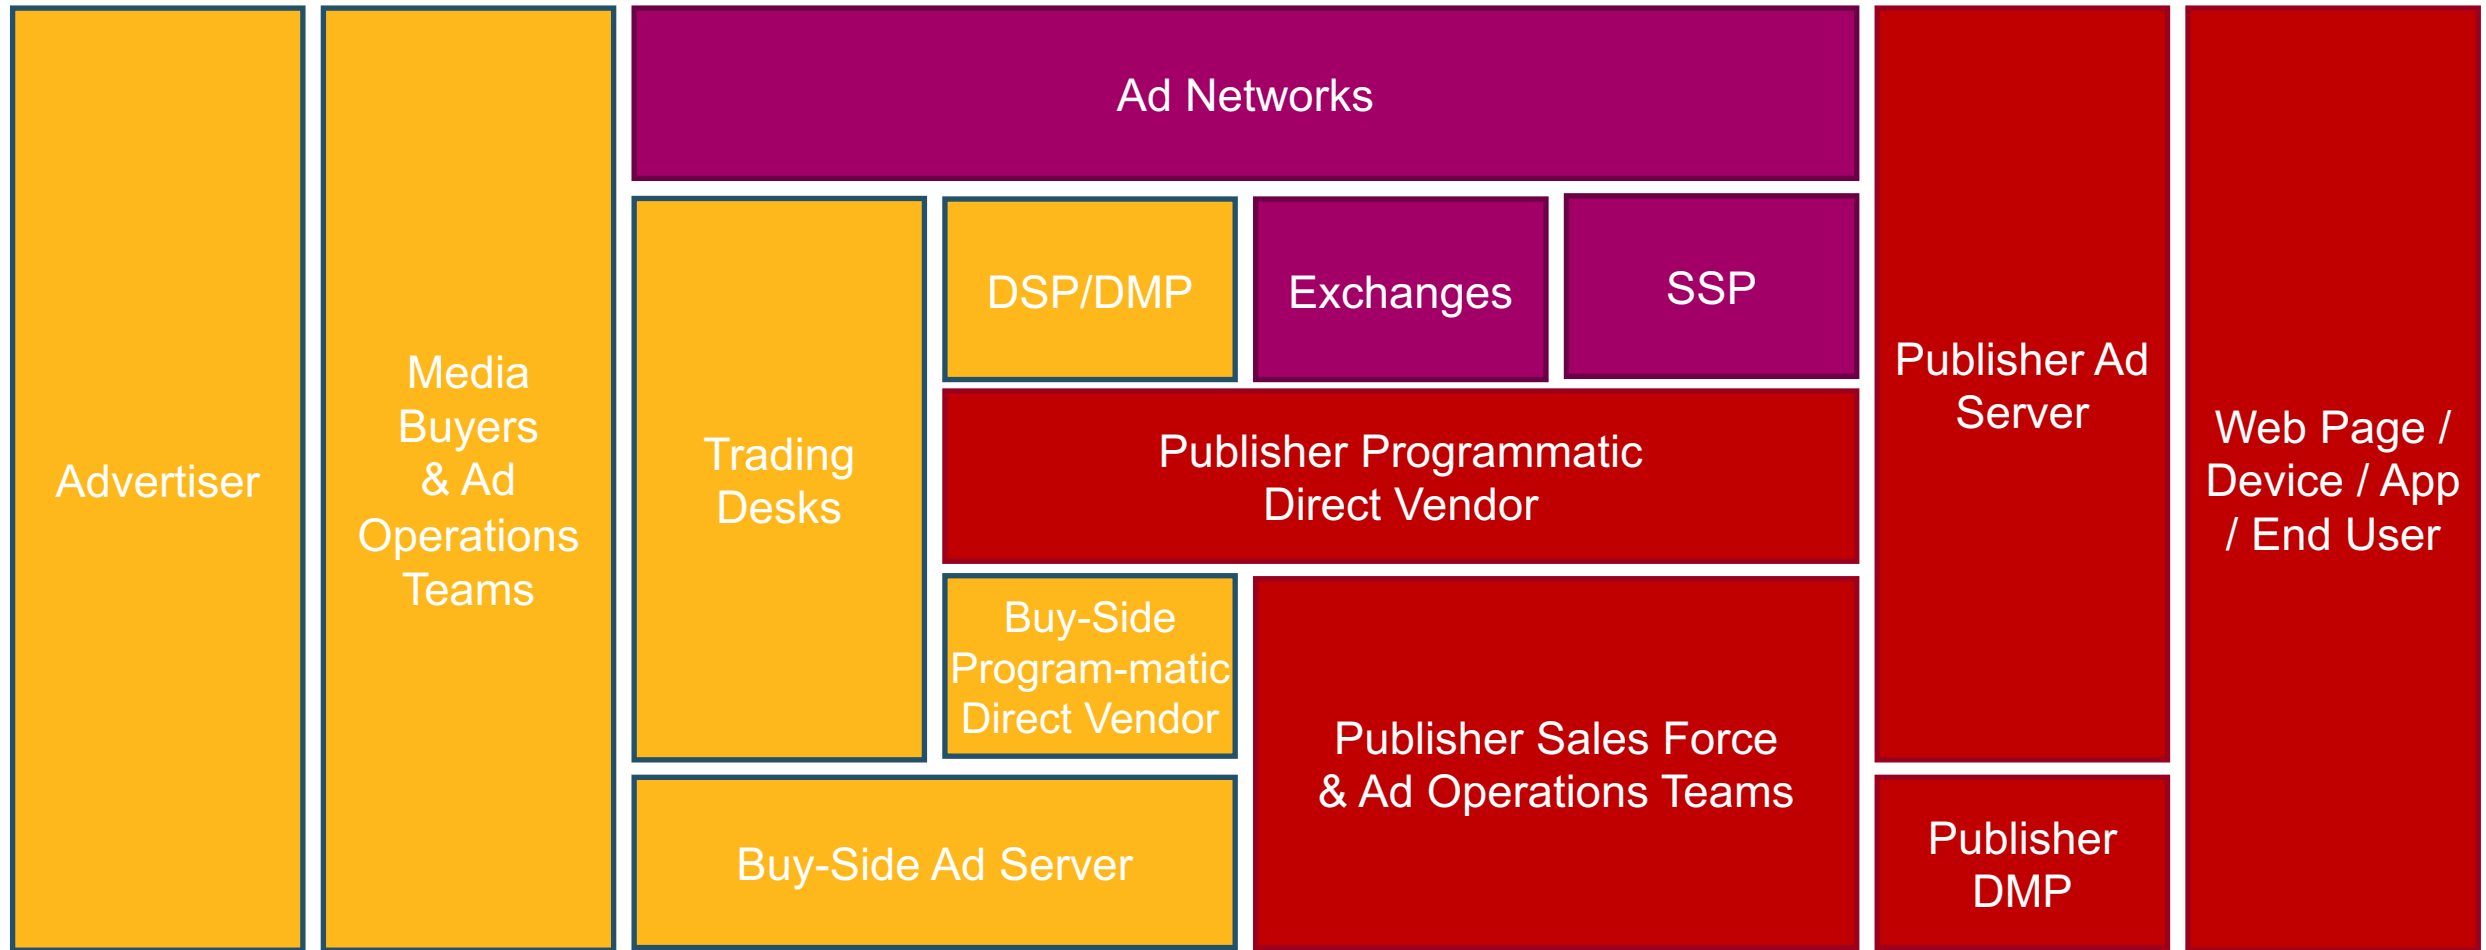 Advertiser
Media
Buyers
& Ad
Operations
Teams
Ad Networks
Trading
Desks
DSP/DMP
Exchanges
SSP
Publisher Programmatic
Direct Vendor
Buy-Side
Program-matic
Direct Vendor
Buy-Side Ad Server
Publisher Sales Force
& Ad Operations Teams
Publisher Ad
Server
Publisher
DMP
Web Page /
Device / App
/ End User